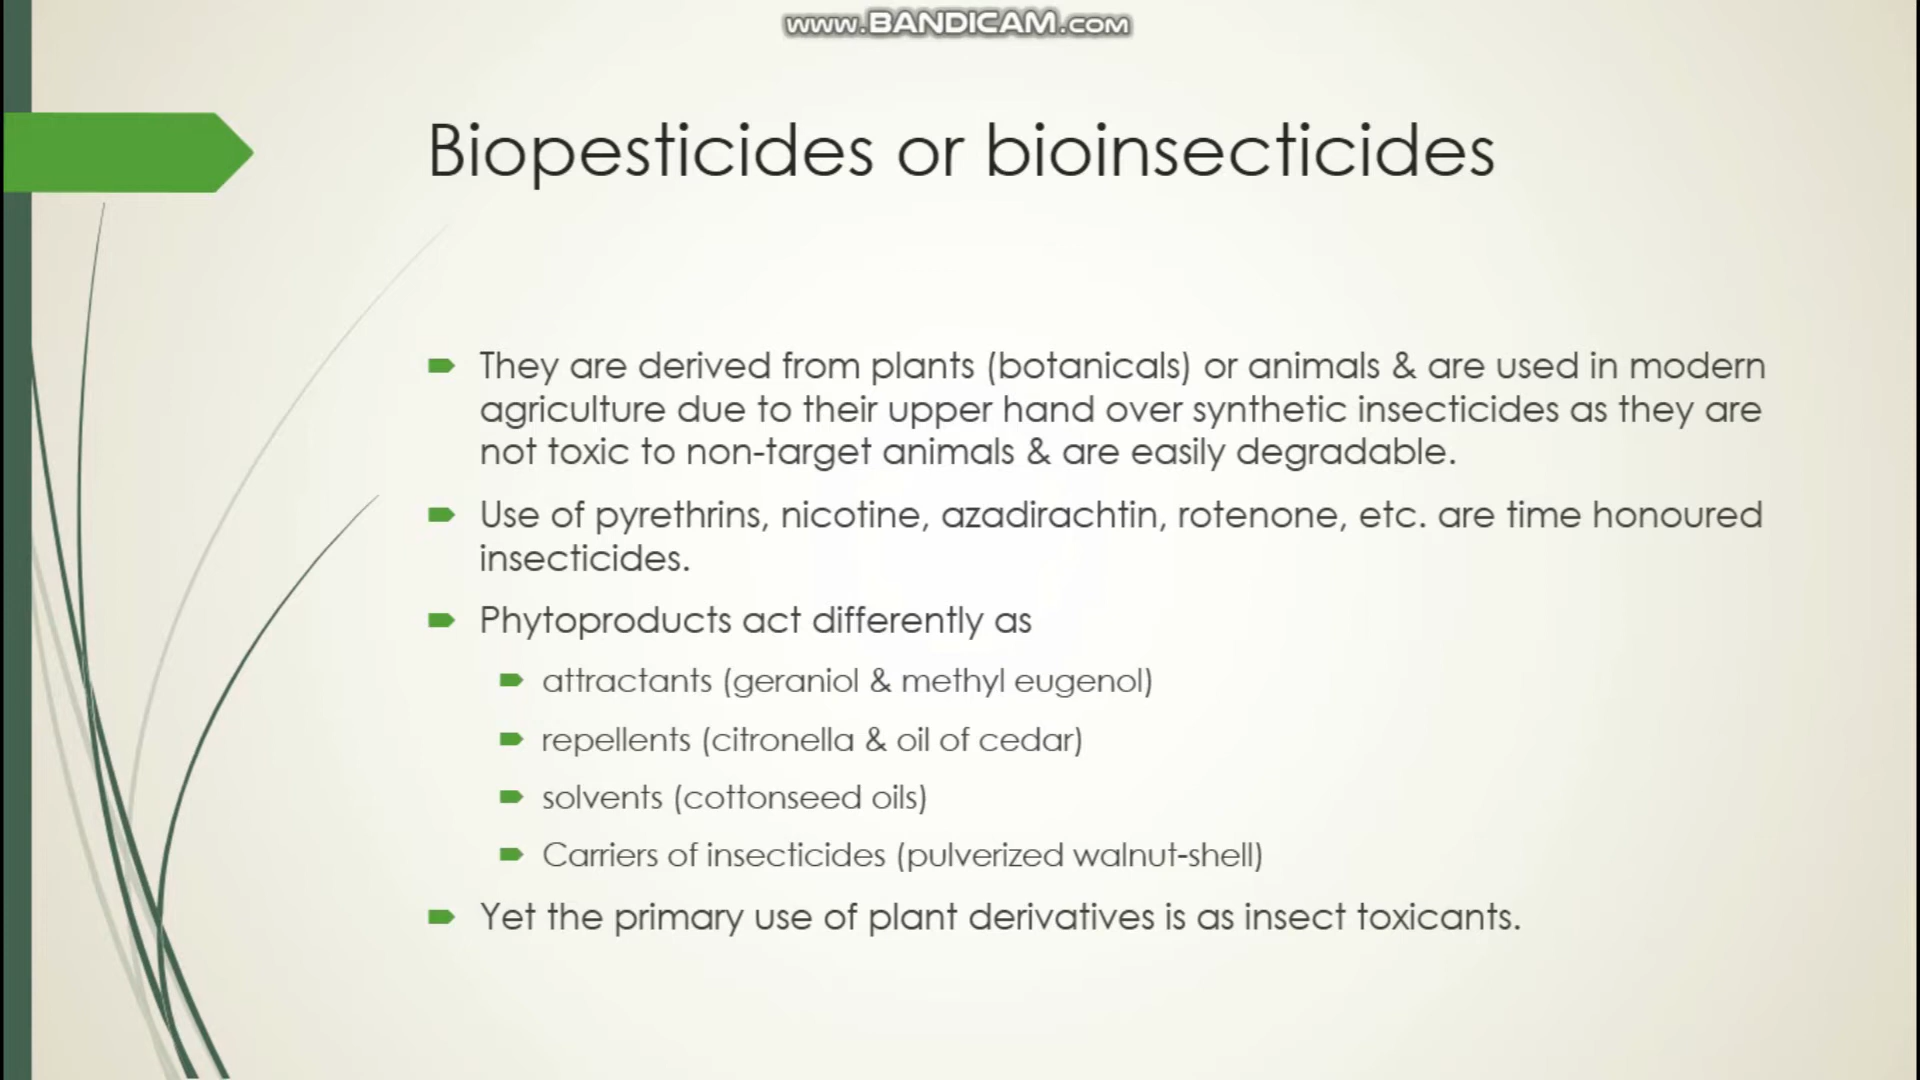 www.BANDICAM.com
Biopesticides or bioinsecticides
They are derived from plants (botanicals) or animals & are used in modern
agriculture due to their upper hand over synthetic insecticides as they are
not toxic to non-target animals & are easily degradable.
Use of pyrethrins, nicotine, azadirachtin, rotenone, etc. are time honoured
insecticides.
Phytoproducts act differently as
attractants (geraniol & methyl eugenol)
repellents (citronella & oil of cedar)
solvents (cottonseed oils)
Carriers of insecticides (pulverized walnut-shell)
Yet the primary use of plant derivatives is as insect toxicants.